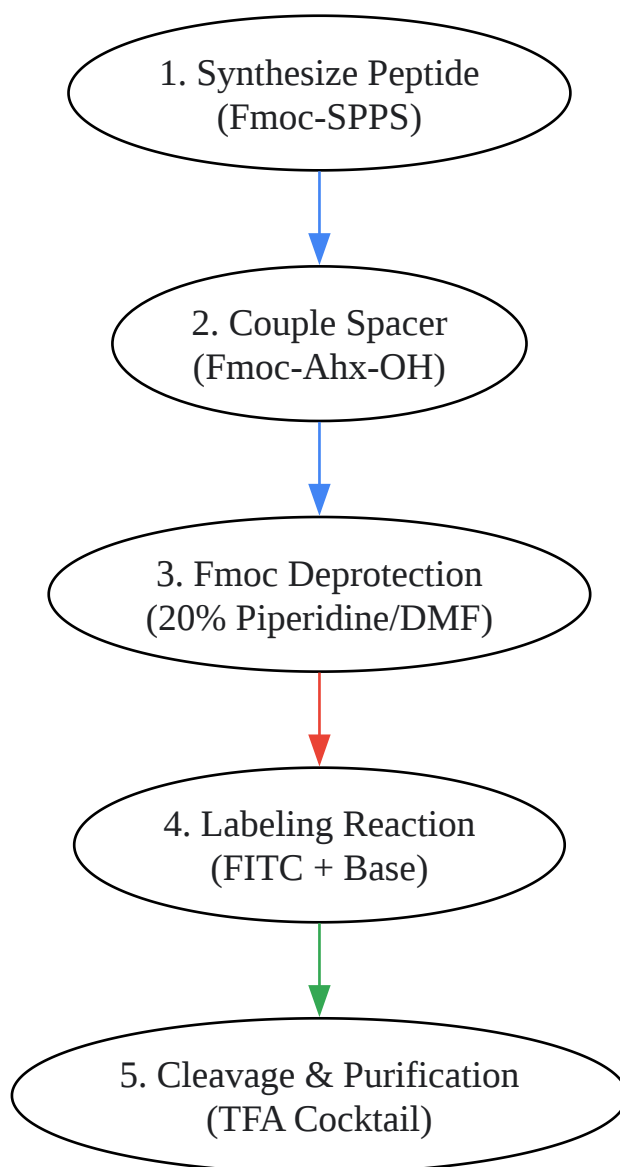 1. Synthesize Peptide
(Fmoc-SPPS)
2. Couple Spacer
(Fmoc-Ahx-OH)
3. Fmoc Deprotection
(20% Piperidine/DMF)
4. Labeling Reaction
(FITC + Base)
5. Cleavage & Purification
(TFA Cocktail)